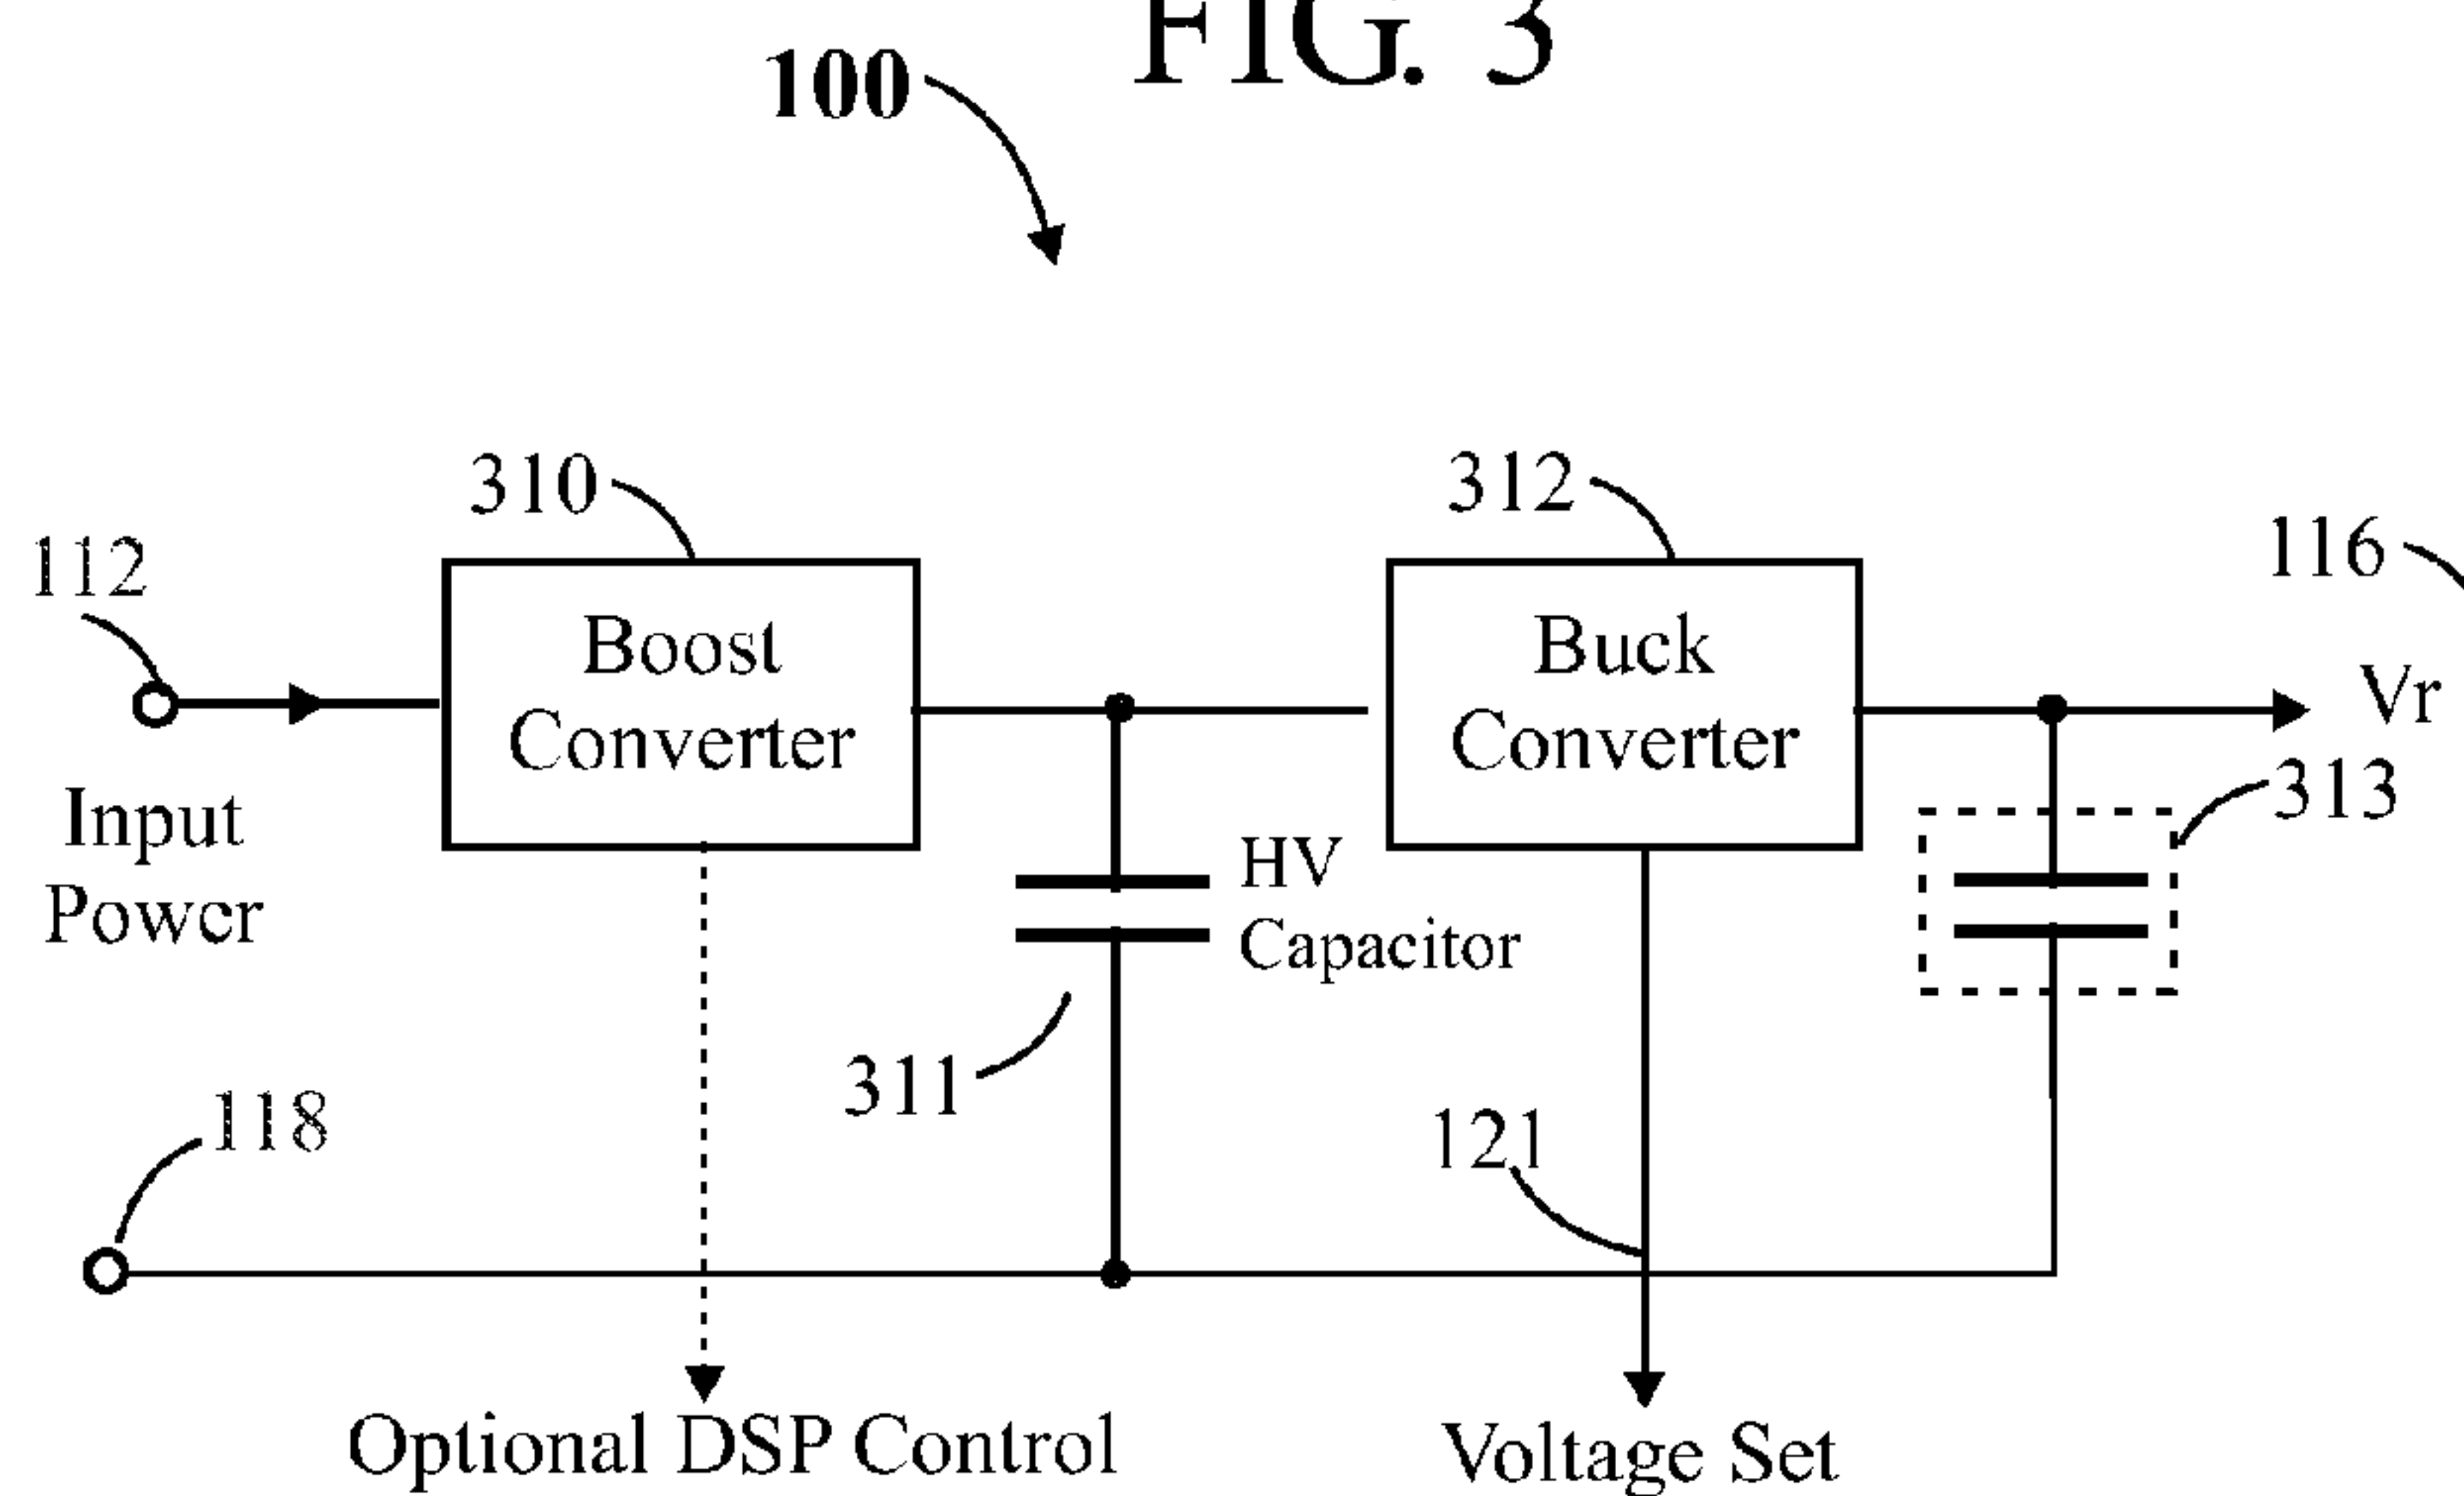 FIG. 3
100
310
312
112
116
Boost
Converter
Buck
Converter
Vr
313
Input
Power
HV
Capacitor
311
118
121
Optional DSP Control
Voltage Set